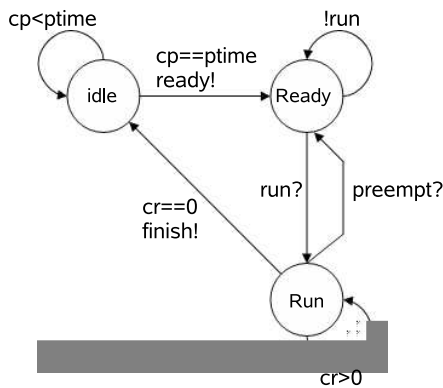 cp<ptime
!run
cp==ptime
ready!
idle
Ready
run?
preempt?
cr==0
finish!
Run
cr>0